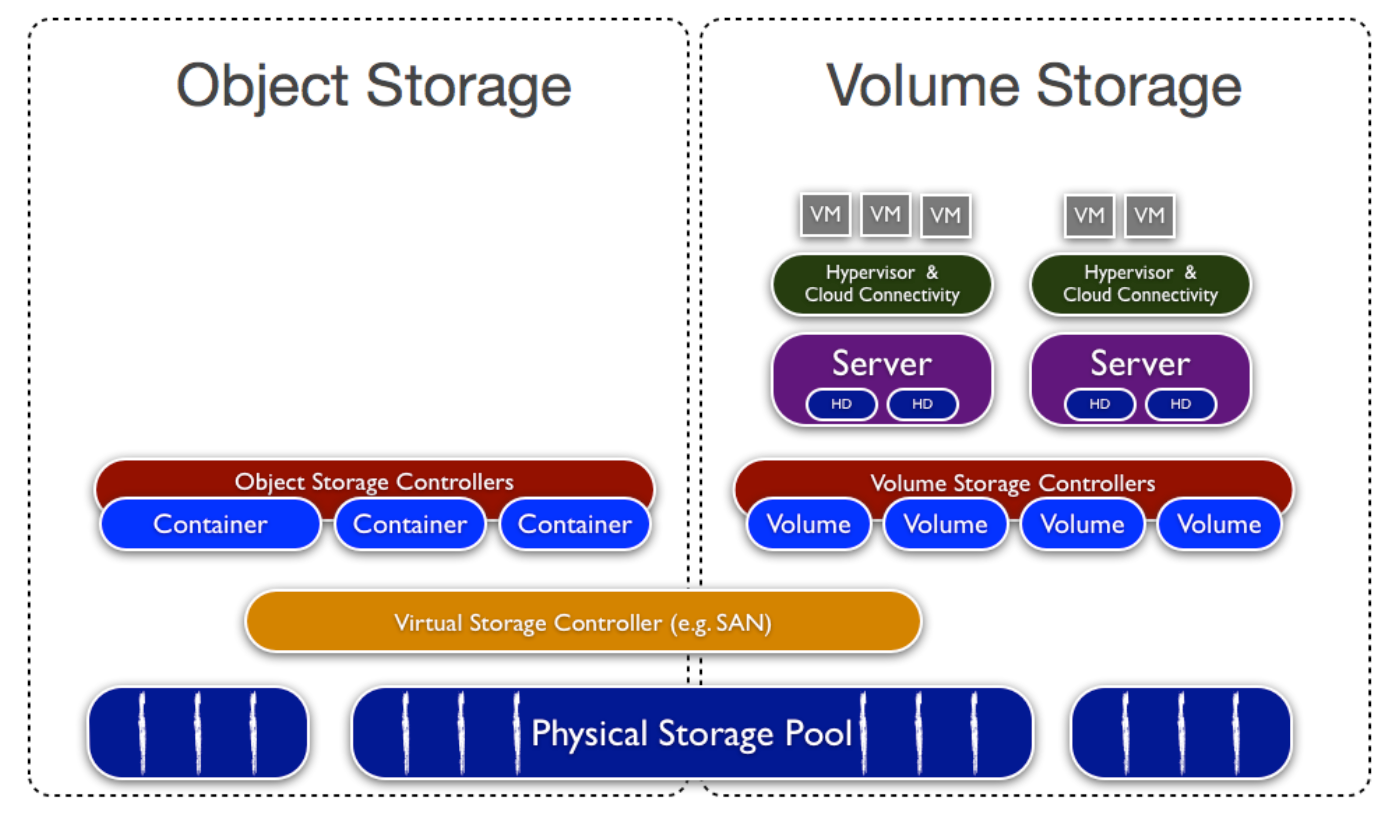 Object Storage
Volume Storage
VM VM VM VM VM
Hypervisor &
Cloud Connectivity
Hypervisor &
Cloud Connectivity
Server
HD HD
Server
HD HD
Object Storage Controllers
Container Container Container
Volume Storage Controllers
Volume Volume Volume Volume
Virtual Storage Controller (e.g. SAN)
Physical Storage Pool